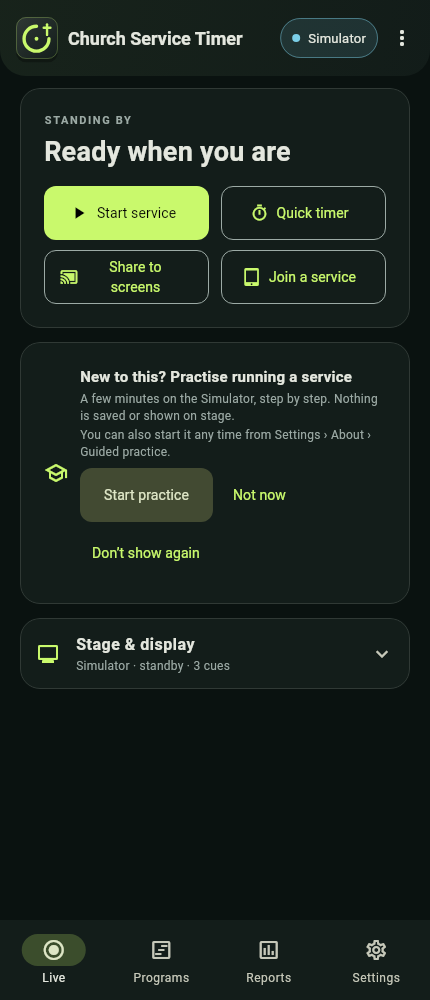 Church Service Timer
Simulator
STANDING BY
Ready when you are
Start service
Quick timer
Share to
screens
Join a service
New to this? Practise running a service
A few minutes on the Simulator, step by step. Nothing
is saved or shown on stage.
You can also start it any time from Settings › About ›
Guided practice.
Start practice
Not now
Don't show again
Stage & display
Simulator · standby · 3 cues
Live
Programs
Reports
Settings